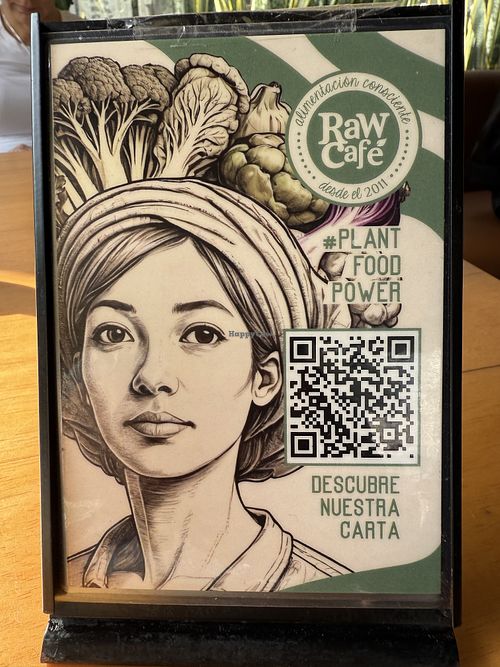 alimentación consciente
RaW
Café
desde el 2011
#PLANT
FOOD
POWER
DESCUBRE
NUESTRA
CARTA